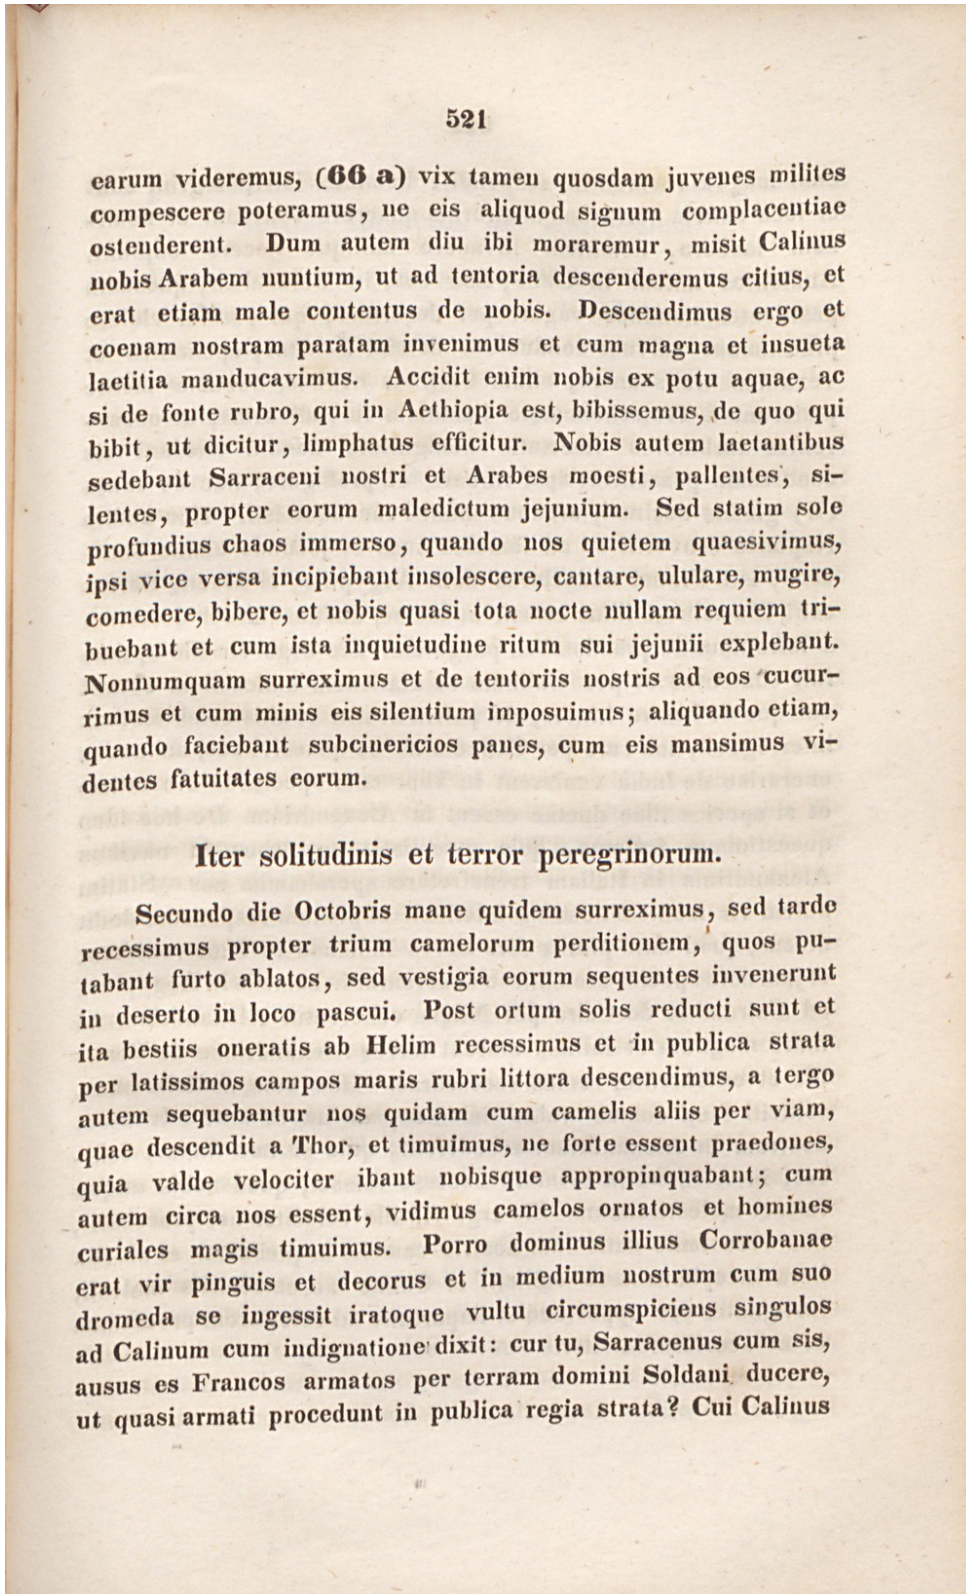 521
earum videremus, (66 a) vix tamen quosdam juvenes milites
compescere poteramus, ne eis aliquod signum complacentiae
ostenderent. Dum autem diu ibi moraremur, misit Calinus
nobis Arabem nuntium, ut ad tentoria descenderemus citius, et
erat etiam male contentus de nobis. Descendimus ergo et
coenam nostram paratam invenimus et cum magna et insueta
laetitia manducavimus. Accidit enim nobis ex potu aquae, ac
si de fonte rubro, qui in Aethiopia est, bibissemus, de quo qui
bibit, ut dicitur, limphatus efficitur. Nobis autem laetantibus
sedebant Sarraceni nostri et Arabes moesti, pallentes, si-
lentes, propter eorum maledictum jejunium. Sed statim sole
profundius chaos immerso, quando nos quietem quaesivimus,
ipsi vice versa incipiebant insolescere, cantare, ululare, mugire,
comedere, bibere, et nobis quasi tota nocte nullam requiem tri-
buebant et cum ista inquietudine ritum sui jejunii explebant.
Nonnumquam surreximus et de tentoriis nostris ad eos cucur-
rimus et cum minis eis silentium imposuimus; aliquando etiam,
quando faciebant subcinericios panes, cum eis mansimus vi-
dentes fatuitates eorum.
Iter solitudinis et terror peregrinorum.
Secundo die Octobris mane quidem surreximus, sed tarde
recessimus propter trium camelorum perditionem, quos pu-
tabant furto ablatos, sed vestigia eorum sequentes invenerunt
in deserto in loco pascui. Post ortum solis reducti sunt et
ita bestiis oneratis ab Helim recessimus et in publica strata
per latissimos campos maris rubri littora descendimus, a tergo
autem sequebantur nos quidam cum camelis aliis per viam,
quae descendit a Thor, et timuimus, ne forte essent praedones,
quia valde velociter ibant nobisque appropinquabant; cum
autem circa nos essent, vidimus camelos ornatos et homines
curiales magis timuimus. Porro dominus illius Corrobanae
erat vir pinguis et decorus et in medium nostrum cum suo
dromeda se ingessit iratoque vultu circumspiciens singulos
ad Calinum cum indignatione dixit: cur tu, Sarracenus cum sis,
ausus es Francos armatos per terram domini Soldani ducere,
ut quasi armati procedunt in publica regia strata? Cui Calinus